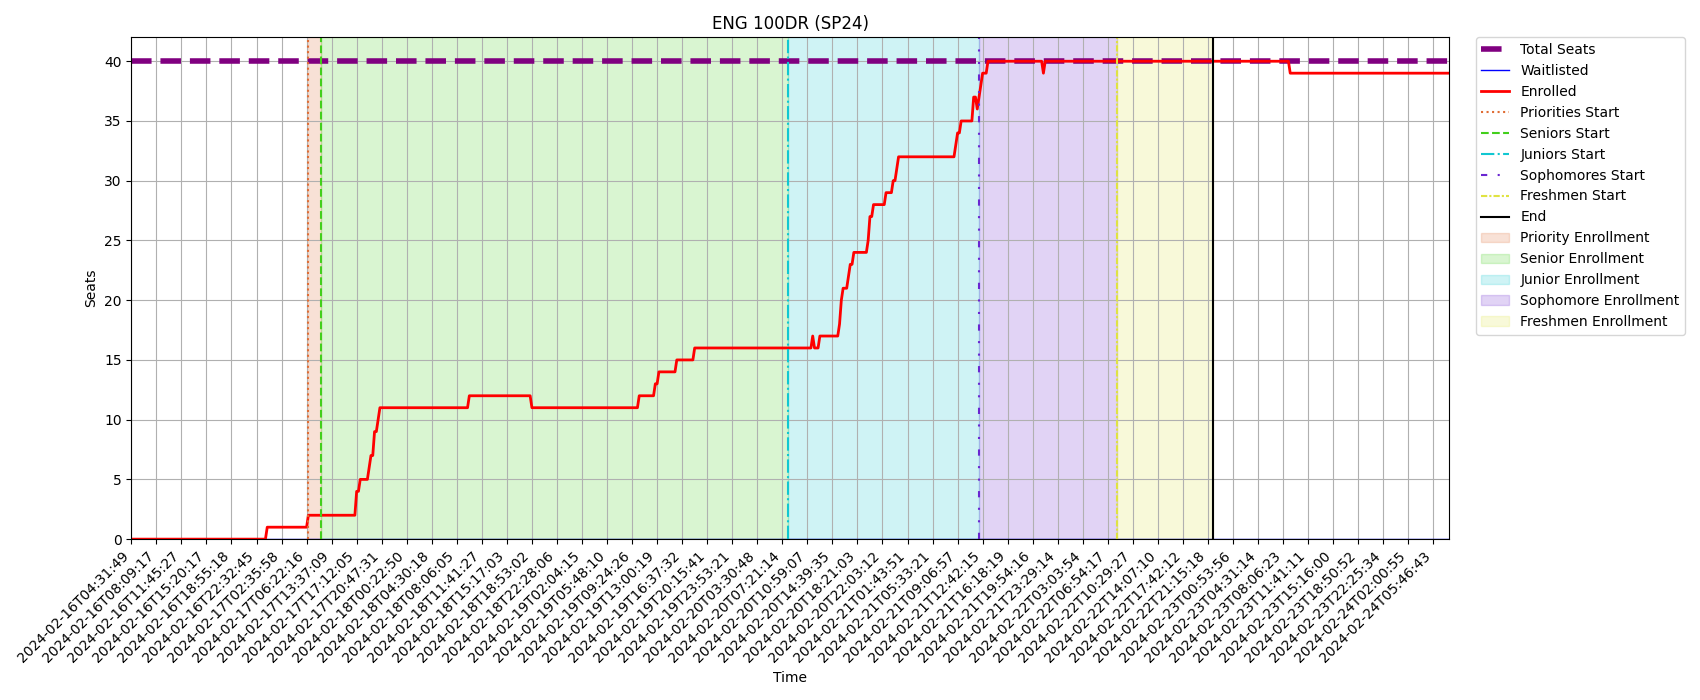 ENG 100DR (SP24)
Seats
40
35
30
25
20
15
10
5
0
2024-02-16T04:31:49
2024-02-16T08:09:17
2024-02-16T11:45:27
2024-02-16T15:20:17
2024-02-16T18:55:18
2024-02-16T22:32:45
2024-02-17T02:35:58
2024-02-17T06:22:16
2024-02-17T13:37:09
2024-02-17T17:12:05
2024-02-17T20:47:31
2024-02-18T00:22:50
2024-02-18T04:30:18
2024-02-18T08:06:05
2024-02-18T11:41:27
2024-02-18T15:17:03
2024-02-18T18:53:02
2024-02-18T22:28:06
2024-02-19T02:04:15
2024-02-19T05:48:10
2024-02-19T09:24:26
2024-02-19T13:00:19
2024-02-19T16:37:32
2024-02-19T20:15:41
2024-02-19T23:53:21
2024-02-20T03:30:48
2024-02-20T07:21:14
2024-02-20T10:59:07
2024-02-20T14:39:35
2024-02-20T18:21:03
2024-02-20T22:03:12
2024-02-21T01:43:51
2024-02-21T05:33:21
2024-02-21T09:06:57
2024-02-21T12:42:15
2024-02-21T16:18:19
2024-02-21T19:54:16
2024-02-21T23:29:14
2024-02-22T03:03:54
2024-02-22T06:54:17
2024-02-22T10:29:27
2024-02-22T14:07:10
2024-02-22T17:42:12
2024-02-22T21:15:18
2024-02-23T00:53:56
2024-02-23T04:31:14
2024-02-23T08:06:23
2024-02-23T11:41:11
2024-02-23T15:16:00
2024-02-23T18:50:52
2024-02-23T22:25:34
2024-02-24T02:00:55
2024-02-24T05:46:43
Time
Total Seats
Waitlisted
Enrolled
Priorities Start
Seniors Start
Juniors Start
Sophomores Start
Freshmen Start
End
Priority Enrollment
Senior Enrollment
Junior Enrollment
Sophomore Enrollment
Freshmen Enrollment